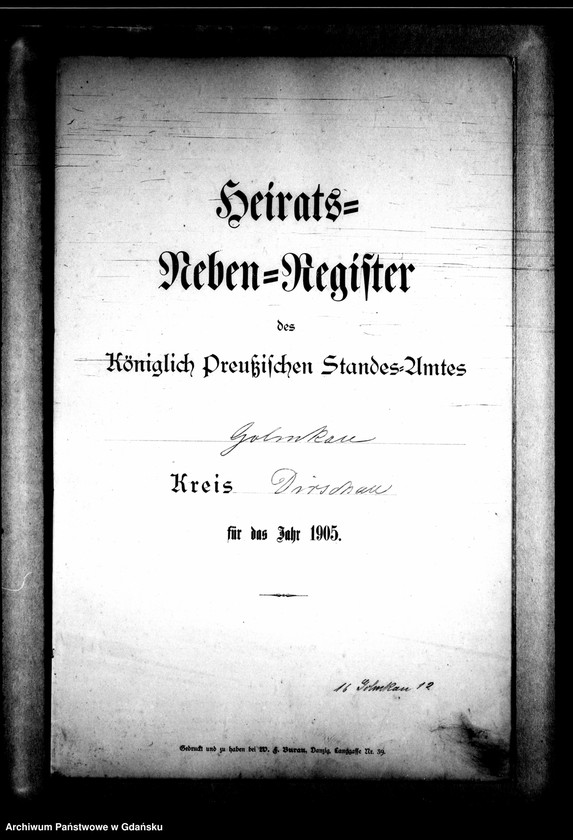 Heirats-
Neben-Register
des
Königlich Preußischen Standes-Amtes
Golmkau
Kreis Dirschau
für das Jahr 1905.
16 Golmkau 12
Gedruckt und zu haben bei W. F. Burau, Danzig, Langgasse Nr. 39.
Archiwum Państwowe w Gdańsku